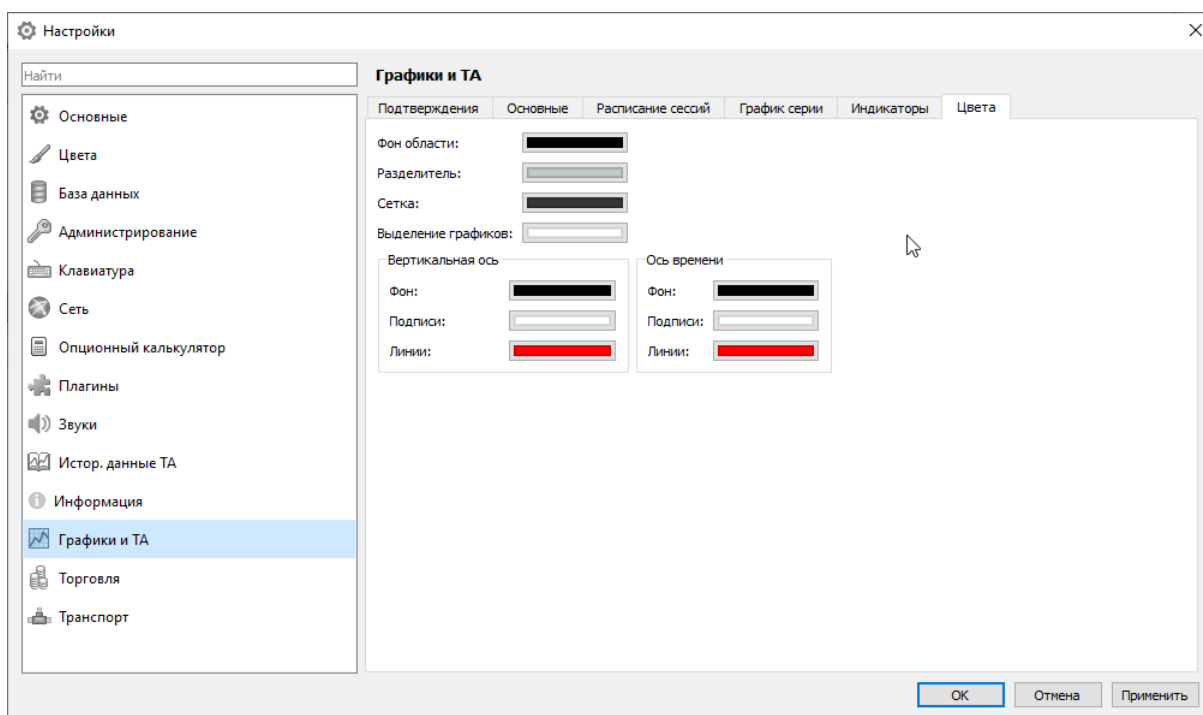 Настройки
Найти
Основные
Цвета
База данных
Администрирование
Клавиатура
Сеть
Опционный калькулятор
Плагины
Звуки
Истор. данные ТА
Информация
Графики и ТА
Торговля
Транспорт
Графики и ТА
Подтверждения Основные Расписание сессий График серии Индикаторы Цвета
Фон области:
Разделитель:
Сетка:
Выделение графиков:
Вертикальная ось
Фон:
Подписи:
Линии:
Ось времени
Фон:
Подписи:
Линии:
OK Отмена Применить